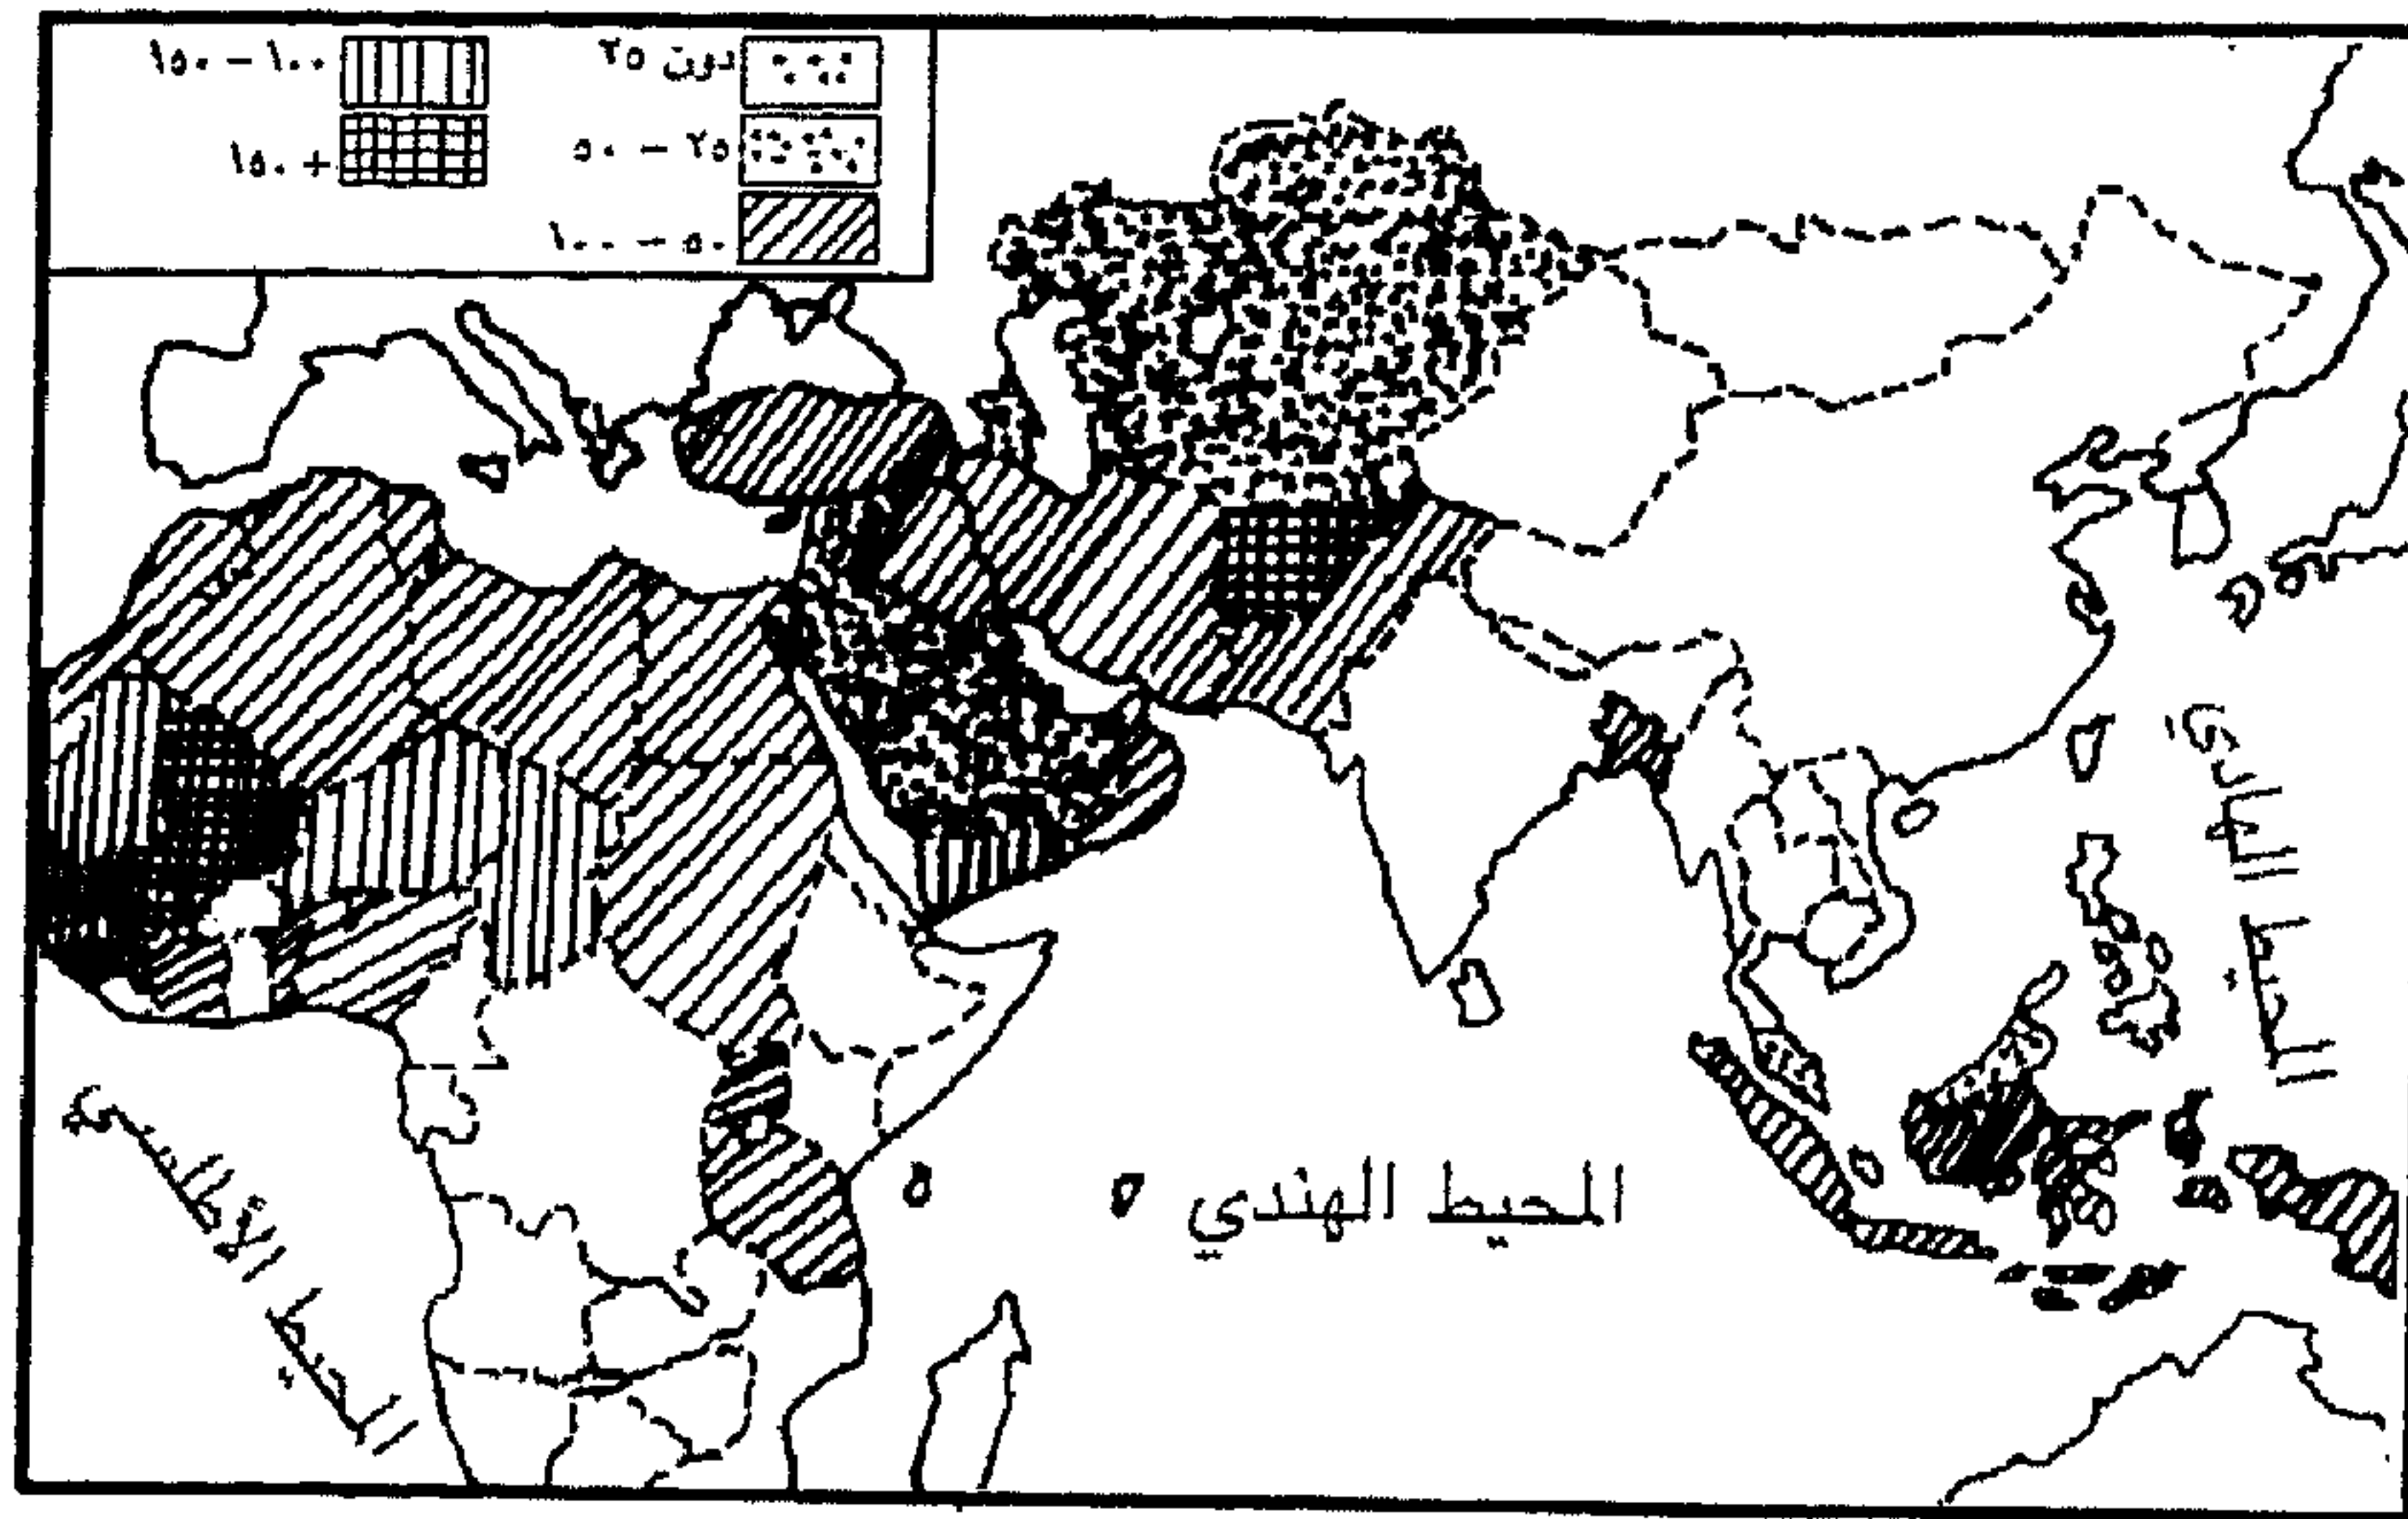 دون ٢٥
٢٥ – ٥٠
٥٠ – ١٠٠
١٠٠ – ١٥٠
+ ١٥٠
المحيط الهندي
المحيط الهادي
المحيط الأطلسي